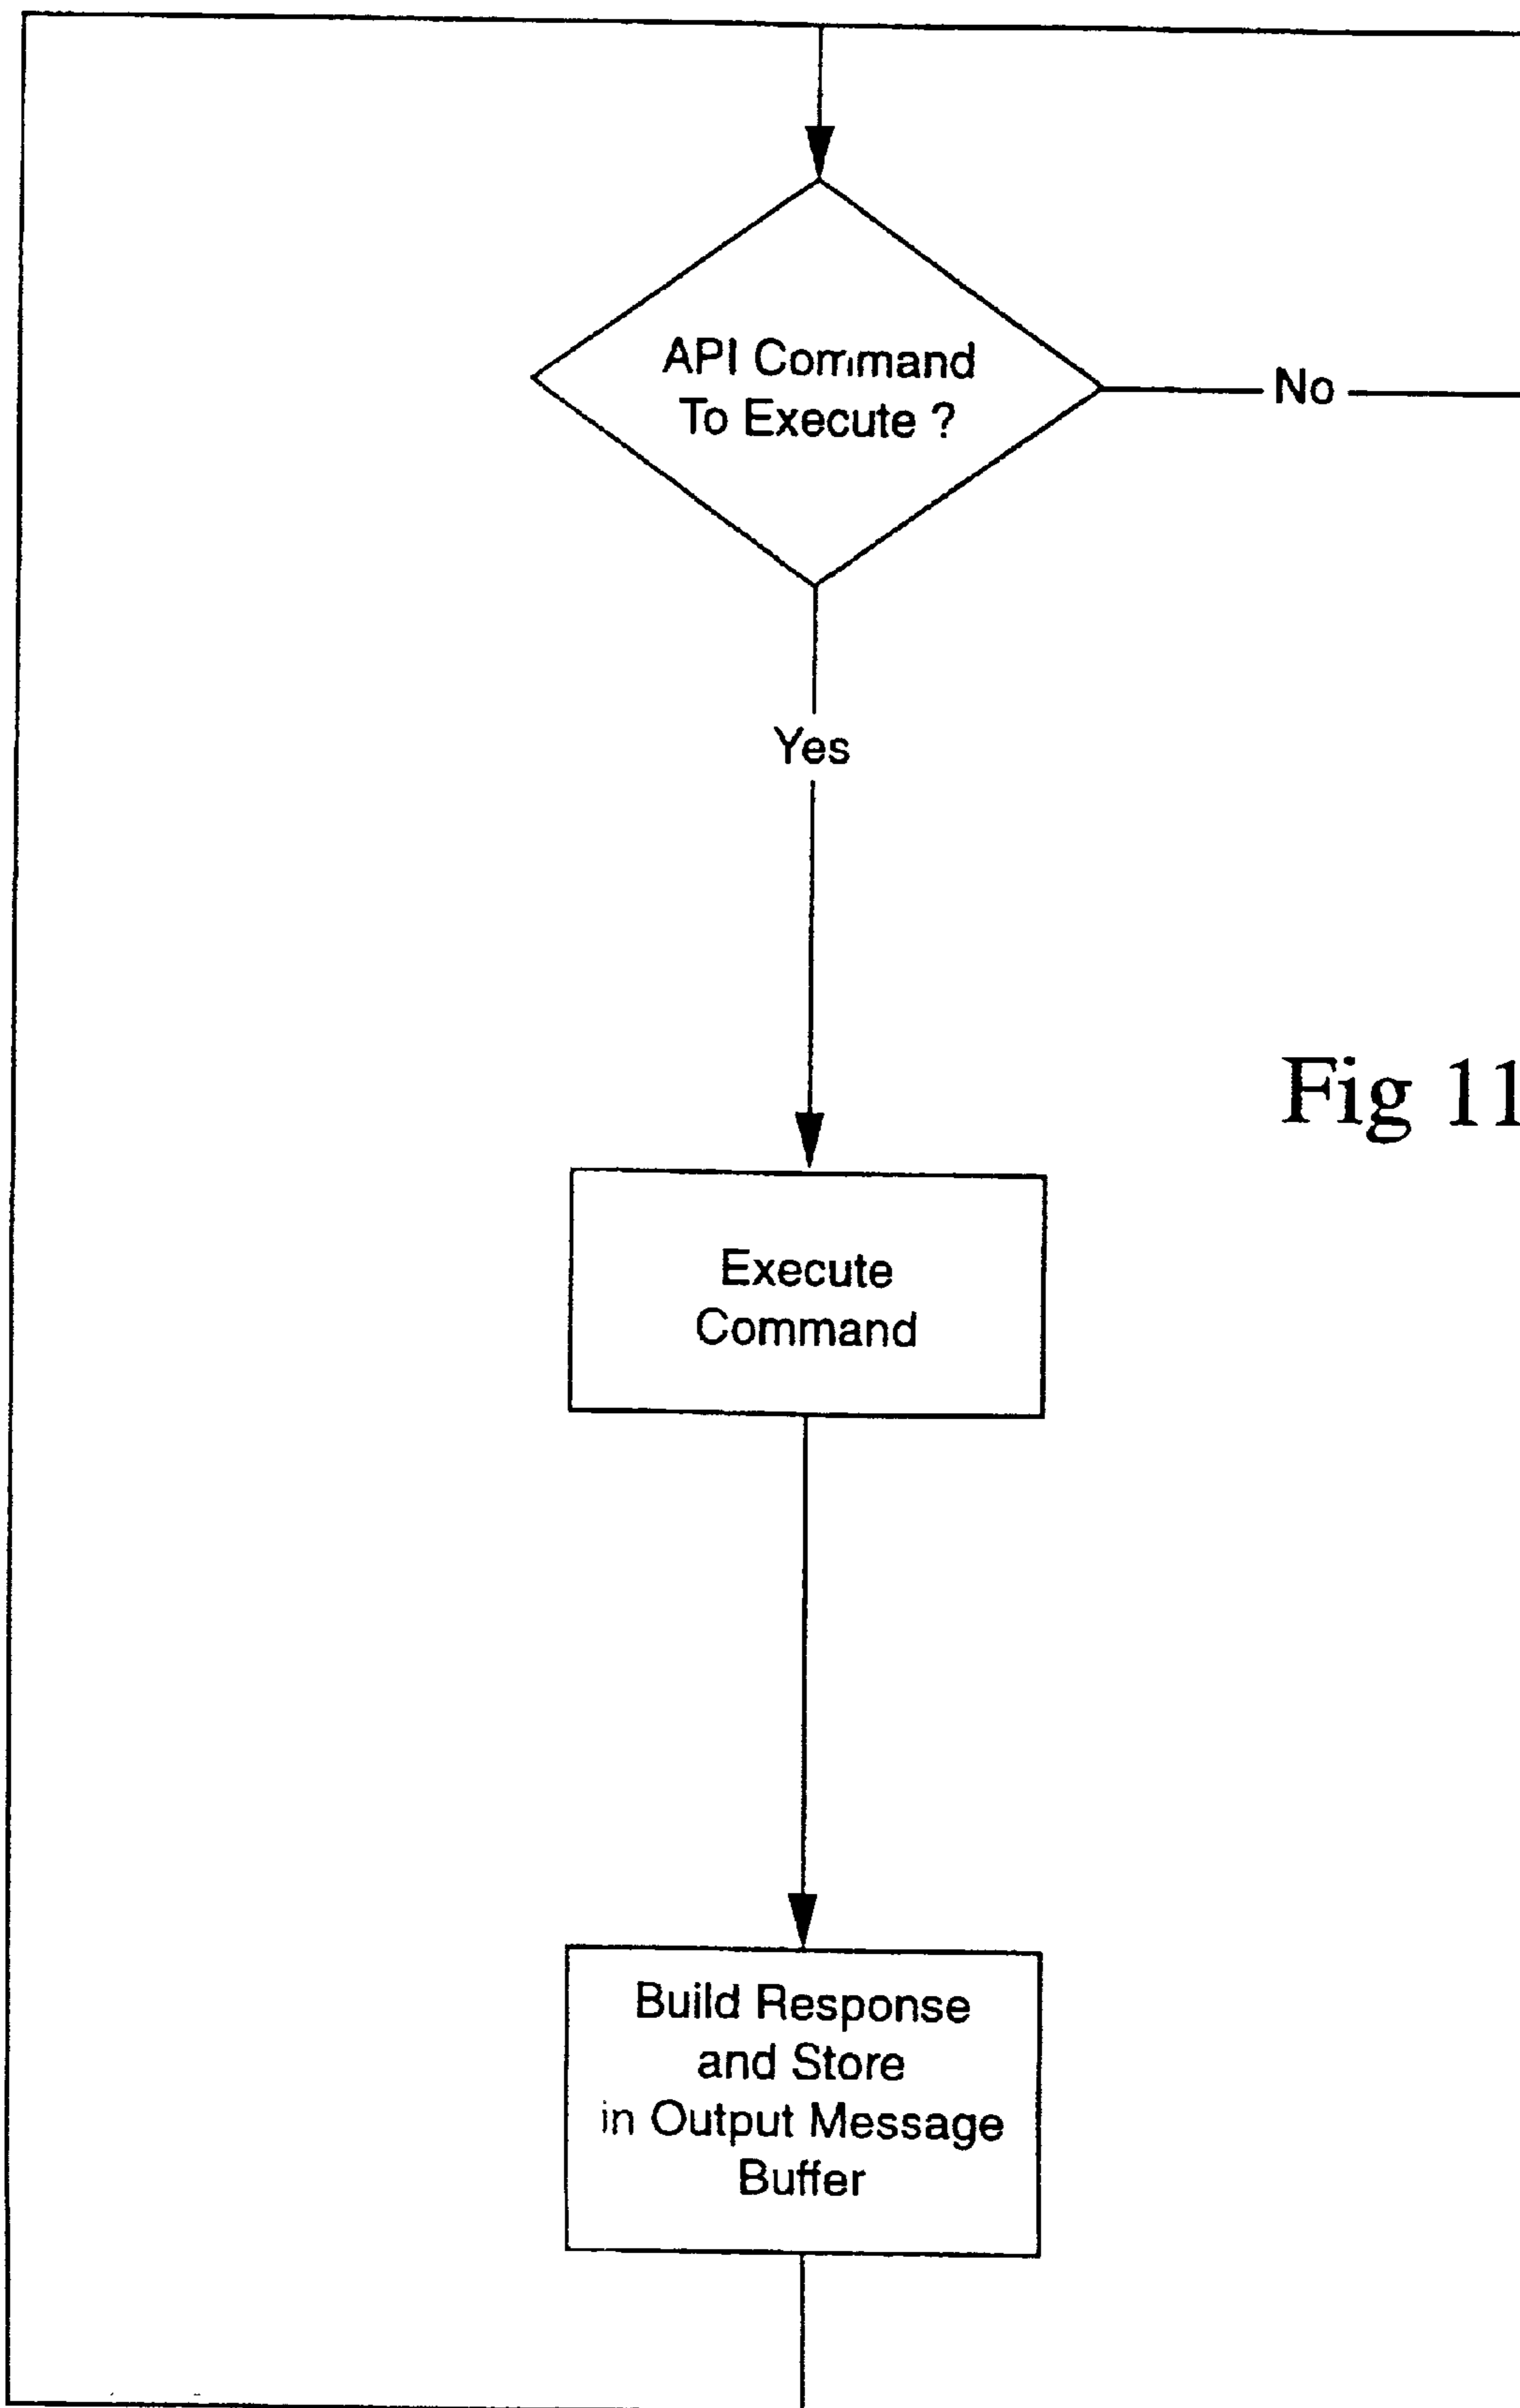 API Command
To Execute ?
No
Yes
Fig 11
Execute
Command
Build Response
and Store
in Output Message
Buffer